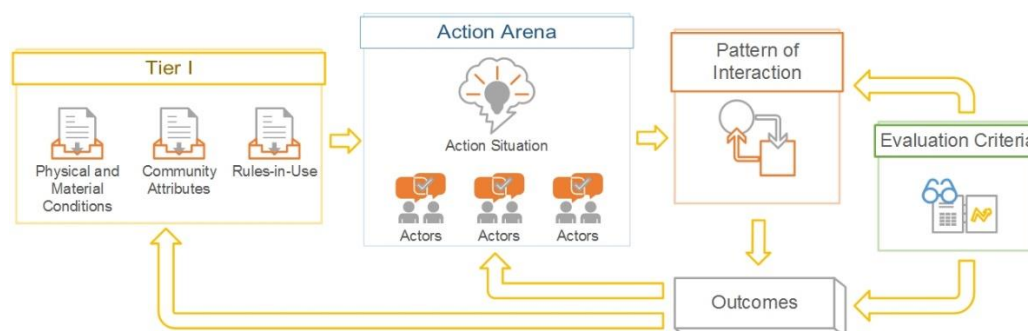 Tier I
Physical and
Material
Conditions
Community
Attributes
Rules-in-Use
Action Arena
Action Situation
Actors
Actors
Actors
Pattern of
Interaction
Outcomes
Evaluation Criteria